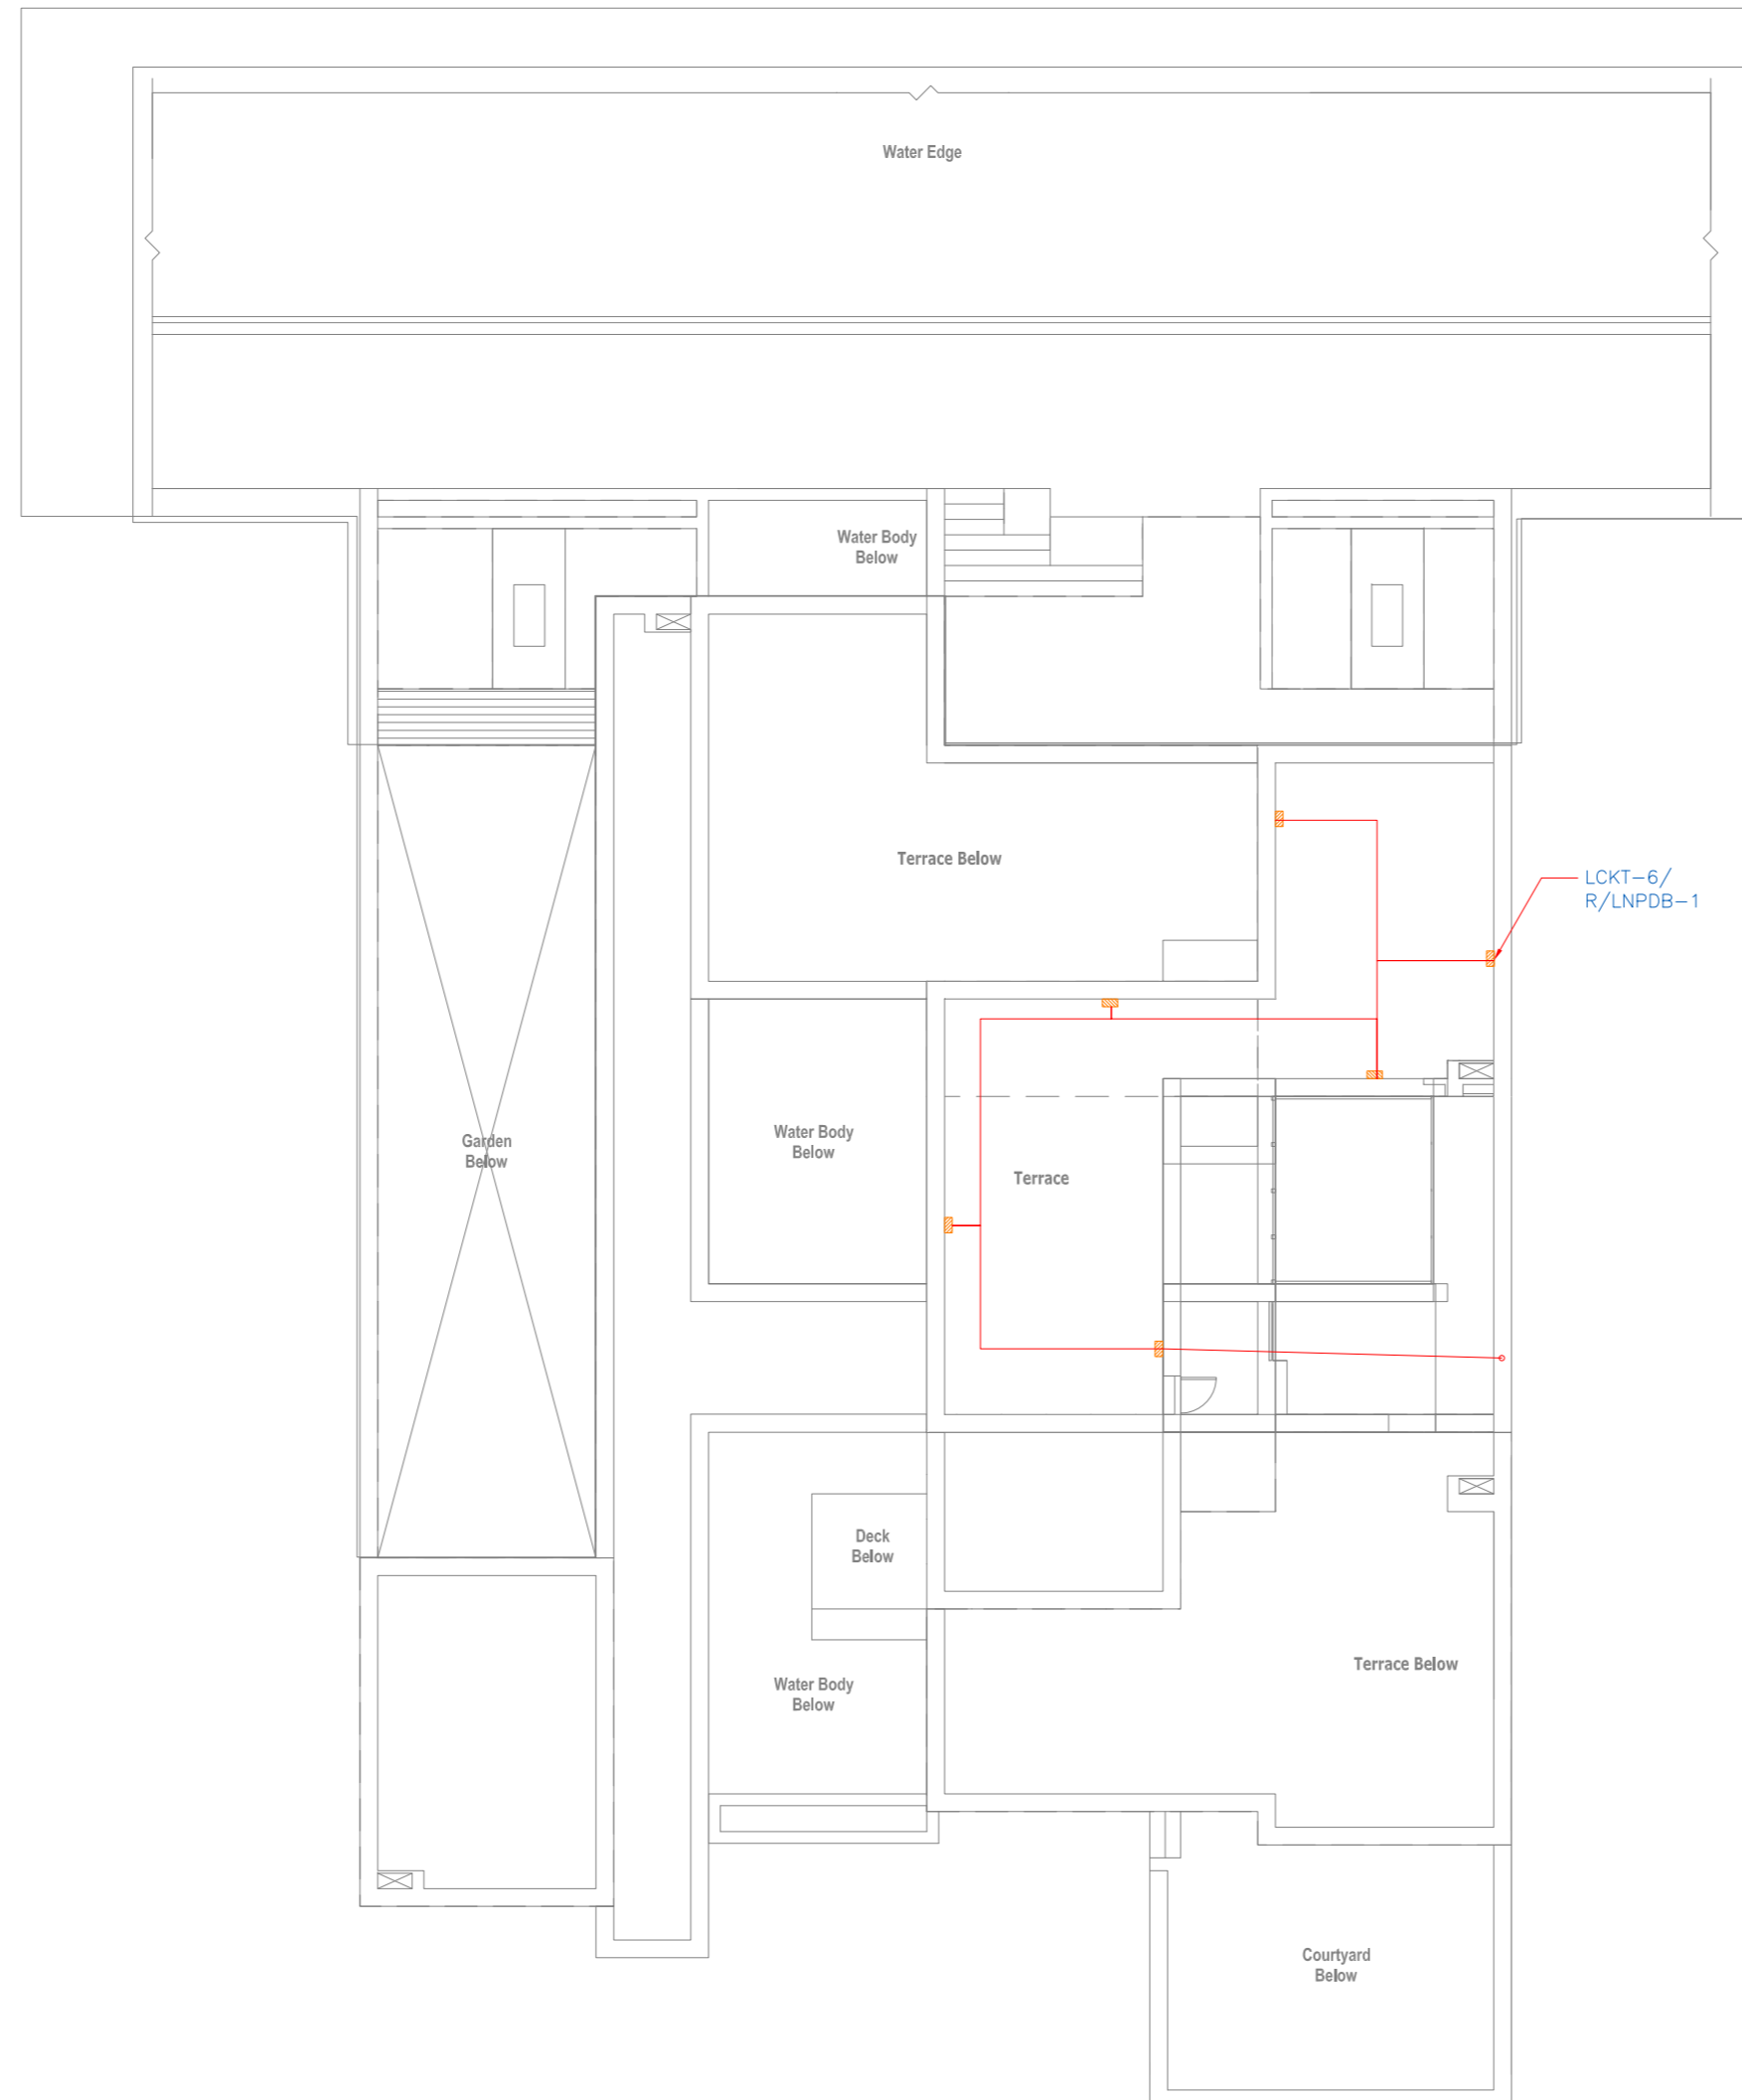 Water Edge
Water Body
Below
Terrace Below
LCKT-6/
R/LNPDB-1
Water Body
Below
Garden
Below
Terrace
Deck
Below
Terrace Below
Water Body
Below
Courtyard
Below